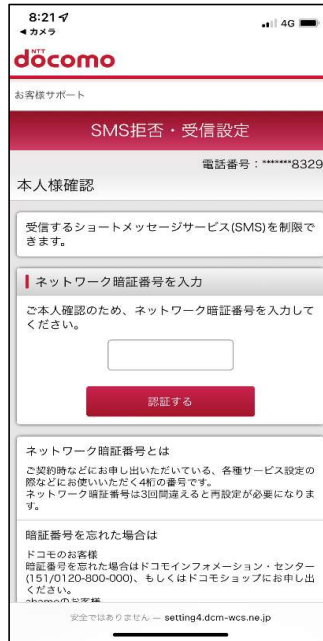 8:21
4G
◀ カメラ
NTT
döcomo
お客様サポート
SMS拒否・受信設定
電話番号：*******8329
本人様確認
受信するショートメッセージサービス(SMS)を制限で
きます。
ネットワーク暗証番号を入力
ご本人確認のため、ネットワーク暗証番号を入力して
ください。
認証する
ネットワーク暗証番号とは
ご契約時などにお申し出いただいている、各種サービス設定の
際などにお使いいただく4桁の番号です。
ネットワーク暗証番号は3回間違えると再設定が必要になりま
す。
暗証番号を忘れた場合は
ドコモのお客様
暗証番号を忘れた場合はドコモインフォメーション・センター
(151/0120-800-000)、もしくはドコモショップにお申し出
ください。
ahamoのお客様
安全ではありません — setting4.dcm-wcs.ne.jp